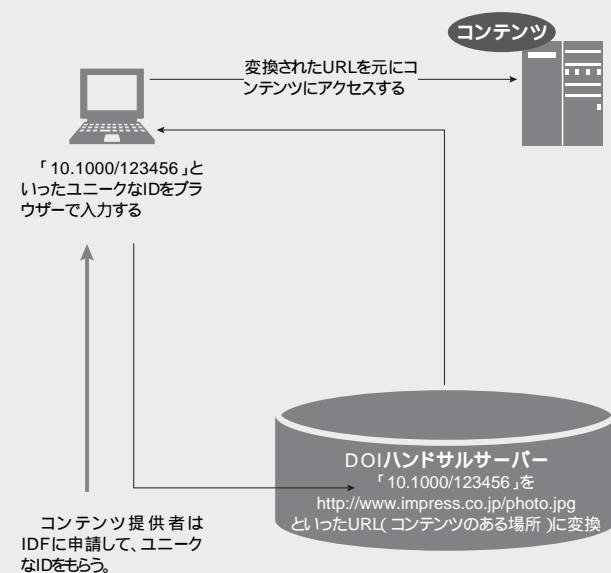 コンテンツ
変換されたURLを元にコ
ンテンツにアクセスする
「10.1000/123456」と
いったユニークなIDをブラ
ウザーで入力する
DOIハンドサルサーバー
「10.1000/123456」を
http://www.impress.co.jp/photo.jpg
といったURL(コンテンツのある場所)に変換
コンテンツ提供者は
IDFに申請して、ユニーク
なIDをもらう。